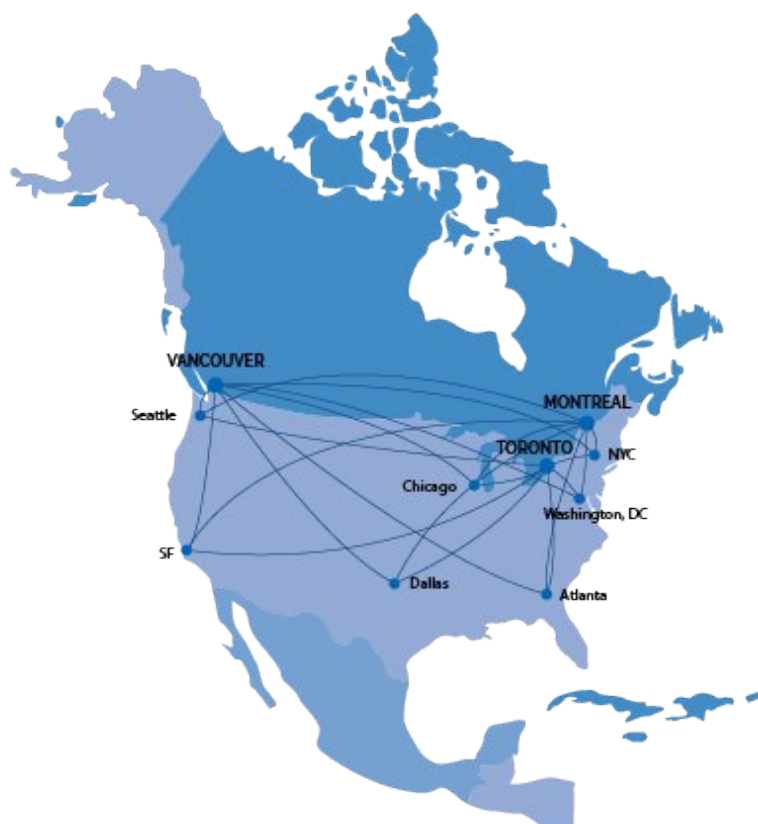 VANCOUVER
MONTREAL
Seattle
TORONTO
NYC
Chicago
Washington, DC
SF
Dallas
Atlanta